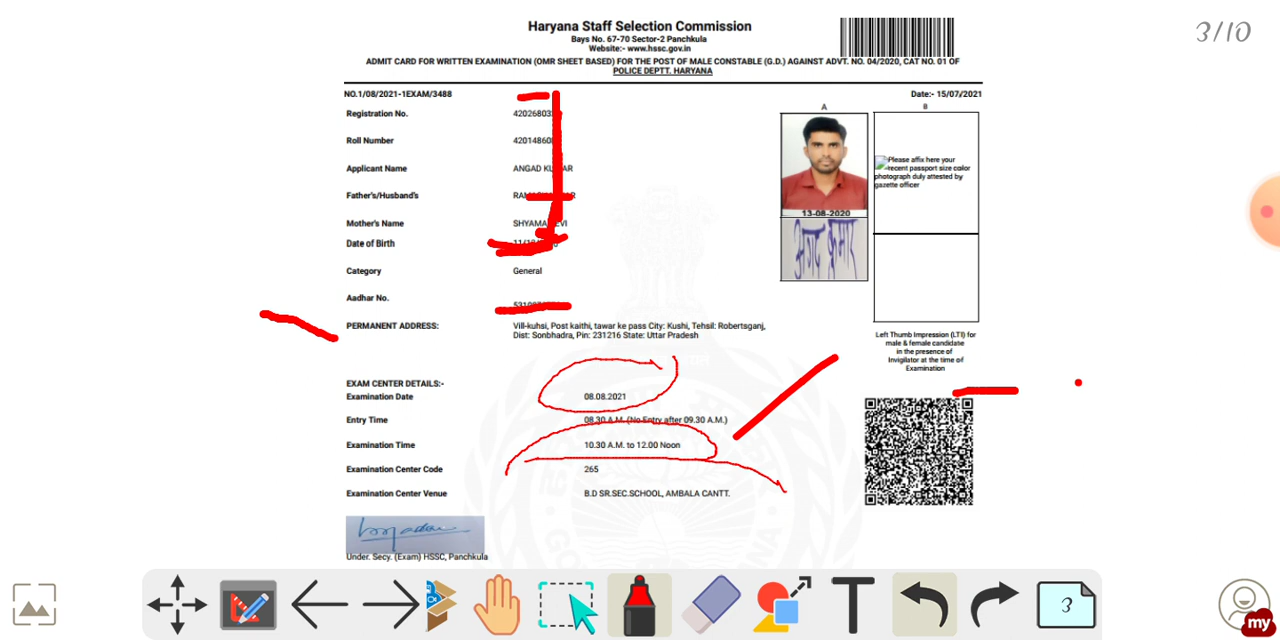 3/10
Haryana Staff Selection Commission
Bays No. 67-70 Sector-2 Panchkula
Website:- www.hssc.gov.in
ADMIT CARD FOR WRITTEN EXAMINATION (OMR SHEET BASED) FOR THE POST OF MALE CONSTABLE (G.D.) AGAINST ADVT. NO. 04/2020, CAT NO. 01 OF
POLICE DEPTT. HARYANA
NO.1/08/2021-1EXAM/3488 Date:- 15/07/2021
A B
Registration No.
Roll Number
Applicant Name ANGAD
Father's/Husband's
Mother's Name SHYAMA
Date of Birth
Category General
Aadhar No.
PERMANENT ADDRESS: Vill-kuhsi, Post kaithi, tawar ke pass City: Kushi, Tehsil: Robertsganj,
Dist: Sonbhadra, Pin: 231216 State: Uttar Pradesh
13-08-2020
अंगद कुमार
Please affix here your
recent passport size color
photograph duly attested by
gazette officer
Left Thumb Impression (LTI) for
male & female candidate
in the presence of
Invigilator at the time of
Examination
EXAM CENTER DETAILS:-
Examination Date 08.08.2021
Entry Time 08.30 A.M. (No Entry after 09.30 A.M.)
Examination Time 10.30 A.M. to 12.00 Noon
Examination Center Code 265
Examination Center Venue B.D SR.SEC.SCHOOL, AMBALA CANTT.
Under. Secy. (Exam) HSSC, Panchkula
T
3
my